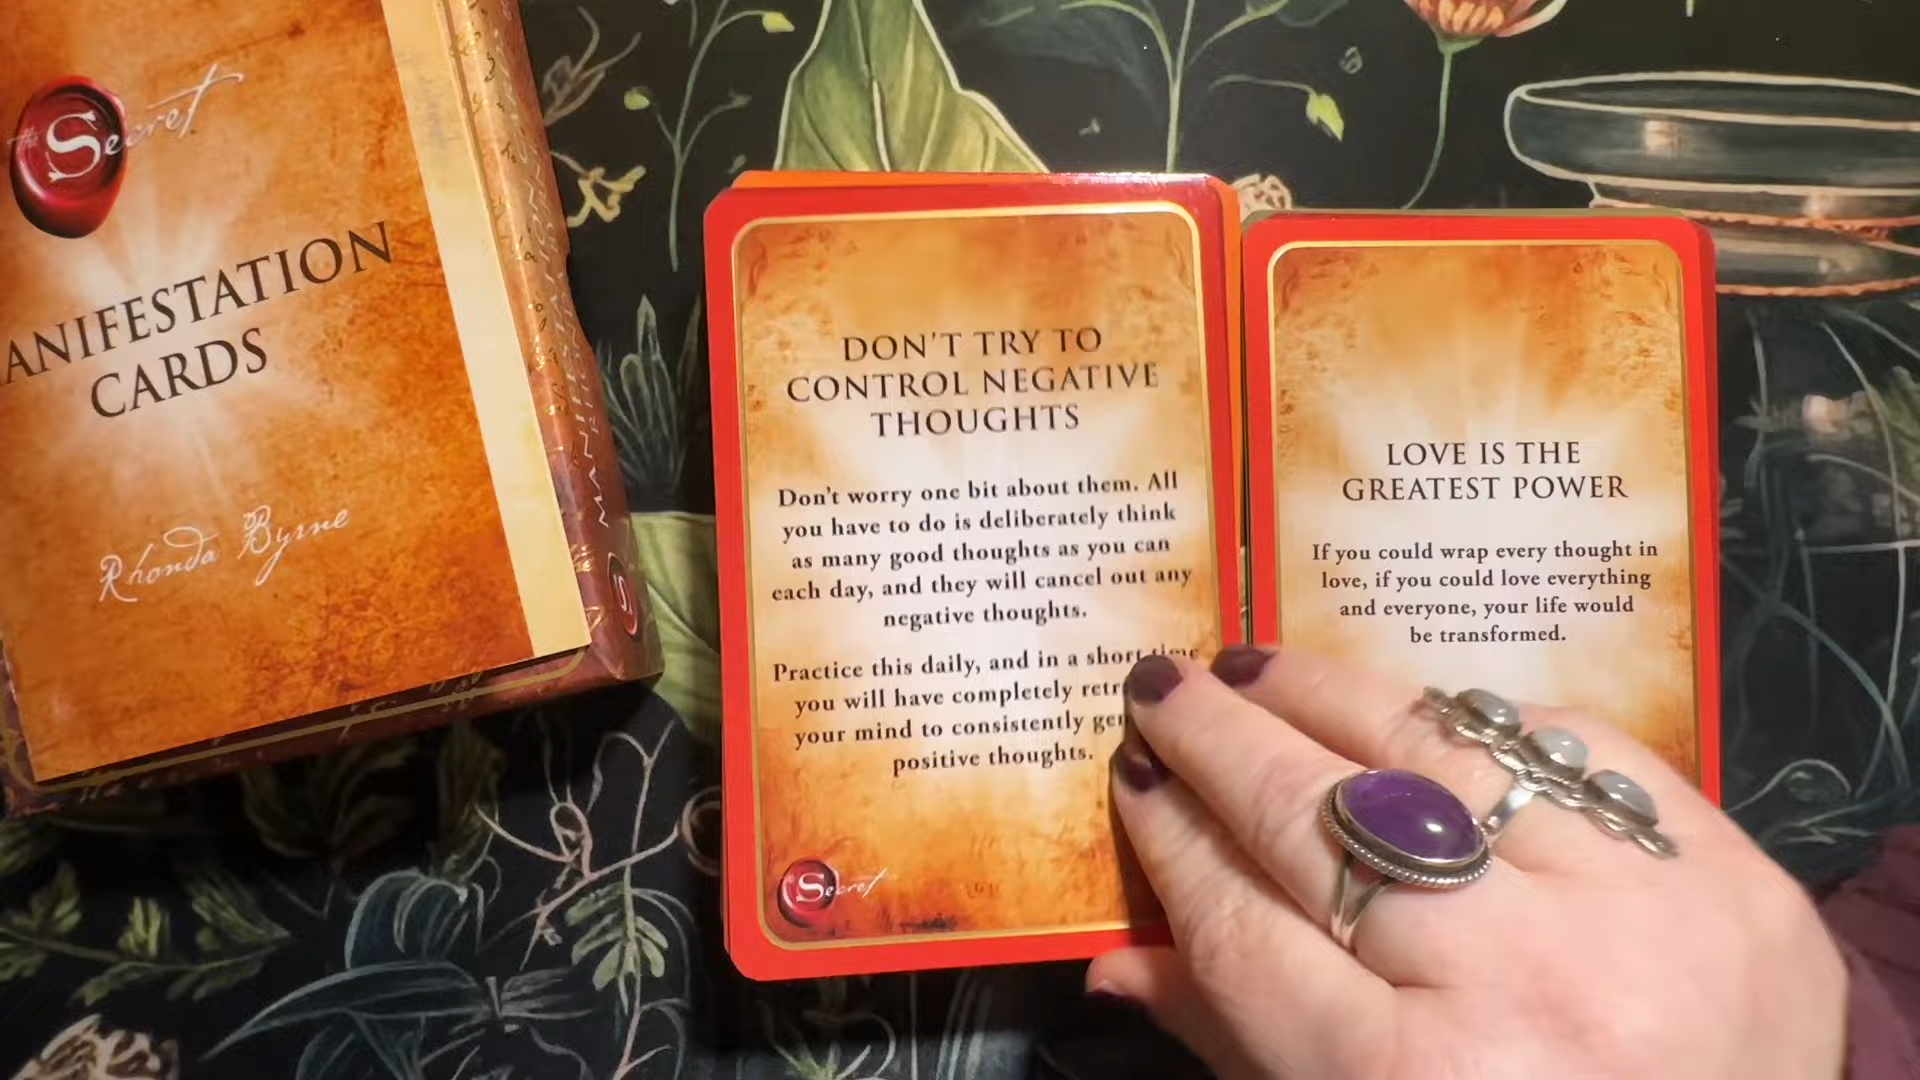 the Secret
MANIFESTATION
CARDS
Rhonda Byrne
DON'T TRY TO
CONTROL NEGATIVE
THOUGHTS
Don't worry one bit about them. All
you have to do is deliberately think
as many good thoughts as you can
each day, and they will cancel out any
negative thoughts.
Practice this daily, and in a short time
you will have completely
your mind to consistently
positive thoughts.
the Secret
LOVE IS THE
GREATEST POWER
If you could wrap every thought in
love, if you could love everything
and everyone, your life would
be transformed.